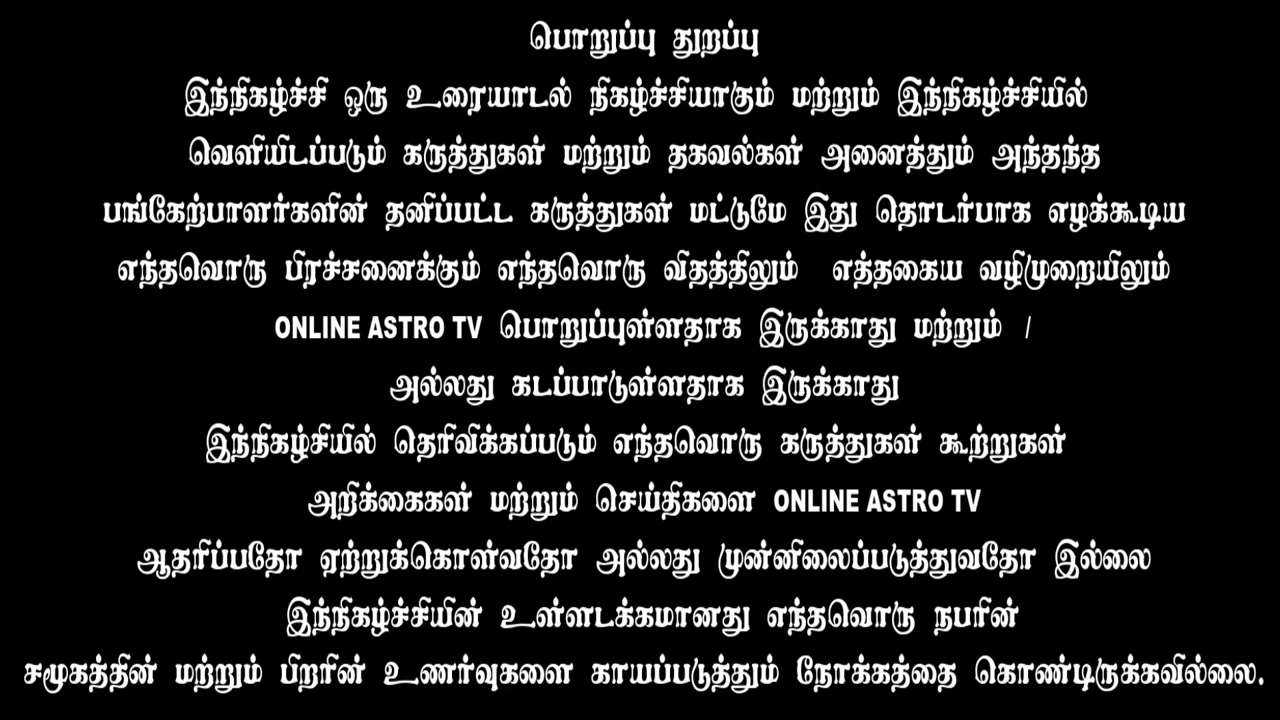 பொறுப்பு துறப்பு
இந்நிகழ்ச்சி ஒரு உரையாடல் நிகழ்ச்சியாகும் மற்றும் இந்நிகழ்ச்சியில்
வெளியிடப்படும் கருத்துகள் மற்றும் தகவல்கள் அனைத்தும் அந்தந்த
பங்கேற்பாளர்களின் தனிப்பட்ட கருத்துகள் மட்டுமே இது தொடர்பாக எழக்கூடிய
எந்தவொரு பிரச்சனைக்கும் எந்தவொரு விதத்திலும் எத்தகைய வழிமுறையிலும்
ONLINE ASTRO TV பொறுப்புள்ளதாக இருக்காது மற்றும் /
அல்லது கடப்பாடுள்ளதாக இருக்காது
இந்நிகழ்சியில் தெரிவிக்கப்படும் எந்தவொரு கருத்துகள் கூற்றுகள்
அறிக்கைகள் மற்றும் செய்திகளை ONLINE ASTRO TV
ஆதரிப்பதோ ஏற்றுக்கொள்வதோ அல்லது முன்னிலைப்படுத்துவதோ இல்லை
இந்நிகழ்ச்சியின் உள்ளடக்கமானது எந்தவொரு நபரின்
சமூகத்தின் மற்றும் பிறரின் உணர்வுகளை காயப்படுத்தும் நோக்கத்தை கொண்டிருக்கவில்லை.